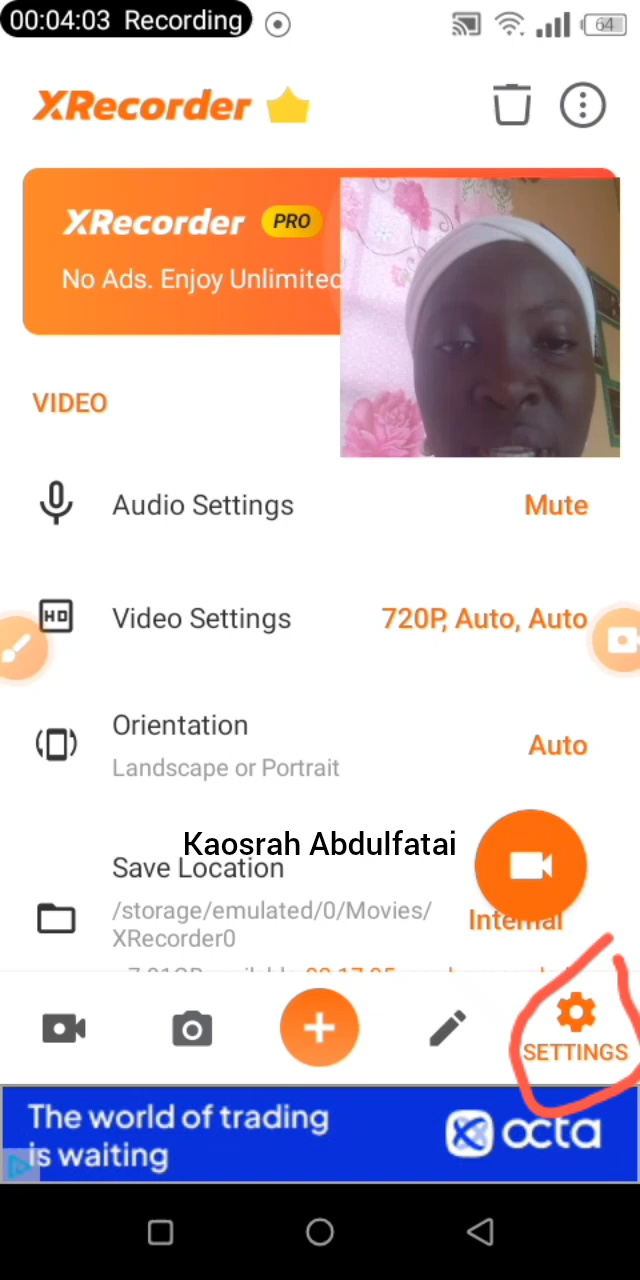 00:04:03 Recording
64
XRecorder
XRecorder PRO
No Ads. Enjoy Unlimited
VIDEO
Audio Settings
Mute
HD
Video Settings
720P, Auto, Auto
Orientation
Auto
Landscape or Portrait
Kaosrah Abdulfatai
Save Location
/storage/emulated/0/Movies/
XRecorder0
Internal
SETTINGS
The world of trading
is waiting
octa